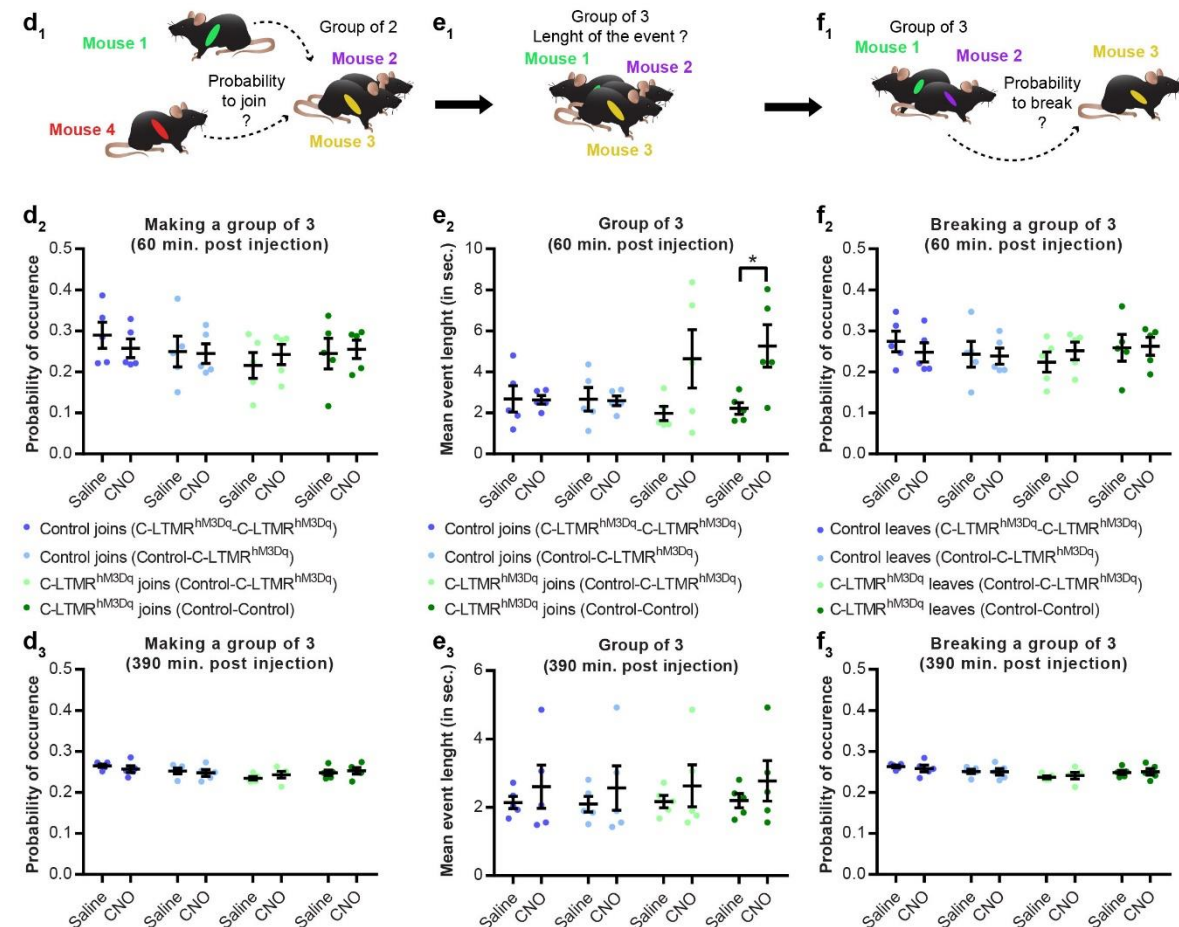 d1
Mouse 1
Group of 2
Mouse 2
Probability
to join
?
Mouse 4
Mouse 3
e1
Group of 3
Lenght of the event ?
Mouse 1
Mouse 2
Mouse 3
f1
Group of 3
Mouse 1
Mouse 2
Mouse 3
Probability
to break
?
d2
Making a group of 3
(60 min. post injection)
Probability of occurence
0.5
0.4
0.3
0.2
0.1
0.0
Saline CNO Saline CNO Saline CNO Saline CNO
Control joins (C-LTMRhM3Dq-C-LTMRhM3Dq)
Control joins (Control-C-LTMRhM3Dq)
C-LTMRhM3Dq joins (Control-C-LTMRhM3Dq)
C-LTMRhM3Dq joins (Control-Control)
e2
Group of 3
(60 min. post injection)
Mean event lenght (in sec.)
10
8
6
4
2
0
*
Saline CNO Saline CNO Saline CNO Saline CNO
Control joins (C-LTMRhM3Dq-C-LTMRhM3Dq)
Control joins (Control-C-LTMRhM3Dq)
C-LTMRhM3Dq joins (Control-C-LTMRhM3Dq)
C-LTMRhM3Dq joins (Control-Control)
f2
Breaking a group of 3
(60 min. post injection)
Probability of occurence
0.5
0.4
0.3
0.2
0.1
0.0
Saline CNO Saline CNO Saline CNO Saline CNO
Control leaves (C-LTMRhM3Dq-C-LTMRhM3Dq)
Control leaves (Control-C-LTMRhM3Dq)
C-LTMRhM3Dq leaves (Control-C-LTMRhM3Dq)
C-LTMRhM3Dq leaves (Control-Control)
d3
Making a group of 3
(390 min. post injection)
Probability of occurence
0.5
0.4
0.3
0.2
0.1
0.0
Saline CNO Saline CNO Saline CNO Saline CNO
e3
Group of 3
(390 min. post injection)
Mean event lenght (in sec.)
6
4
2
0
Saline CNO Saline CNO Saline CNO Saline CNO
f3
Breaking a group of 3
(390 min. post injection)
Probability of occurence
0.5
0.4
0.3
0.2
0.1
0.0
Saline CNO Saline CNO Saline CNO Saline CNO